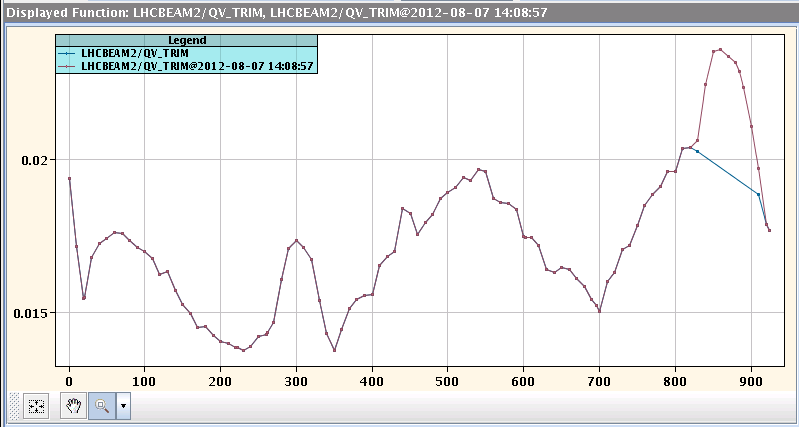 Displayed Function: LHCBEAM2/QV_TRIM, LHCBEAM2/QV_TRIM@2012-08-07 14:08:57
Legend
LHCBEAM2/QV_TRIM
LHCBEAM2/QV_TRIM@2012-08-07 14:08:57
0.02
0.015
0 100 200 300 400 500 600 700 800 900